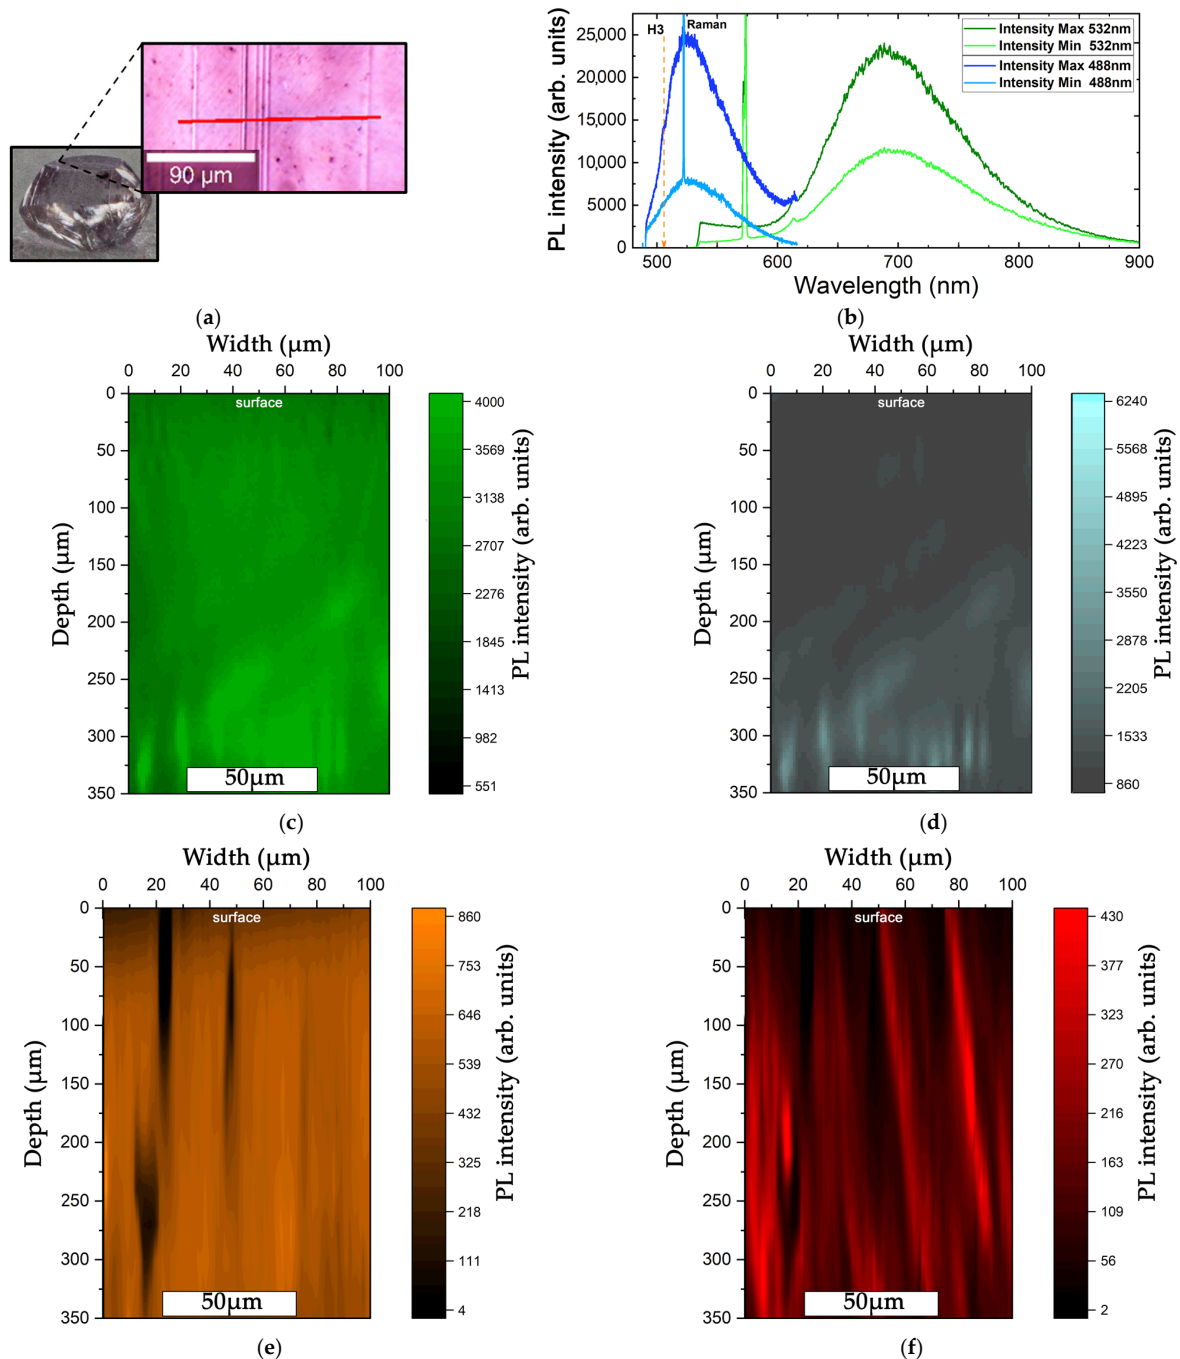 90 μm
(a)
PL intensity (arb. units)
25,000
20,000
15,000
10,000
5000
0
H3
Raman
Intensity Max 532nm
Intensity Min 532nm
Intensity Max 488nm
Intensity Min 488nm
500 600 700 800 900
Wavelength (nm)
(b)
Width (μm)
0 20 40 60 80 100
surface
Depth (μm)
0
50
100
150
200
250
300
350
50μm
4000
3569
3138
2707
2276
1845
1413
982
551
PL intensity (arb. units)
(c)
Width (μm)
0 20 40 60 80 100
surface
Depth (μm)
0
50
100
150
200
250
300
350
50μm
6240
5568
4895
4223
3550
2878
2205
1533
860
PL intensity (arb. units)
(d)
Width (μm)
0 20 40 60 80 100
surface
Depth (μm)
0
50
100
150
200
250
300
350
50μm
860
753
646
539
432
325
218
111
4
PL intensity (arb. units)
(e)
Width (μm)
0 20 40 60 80 100
surface
Depth (μm)
0
50
100
150
200
250
300
350
50μm
430
377
323
270
216
163
109
56
2
PL intensity (arb. units)
(f)